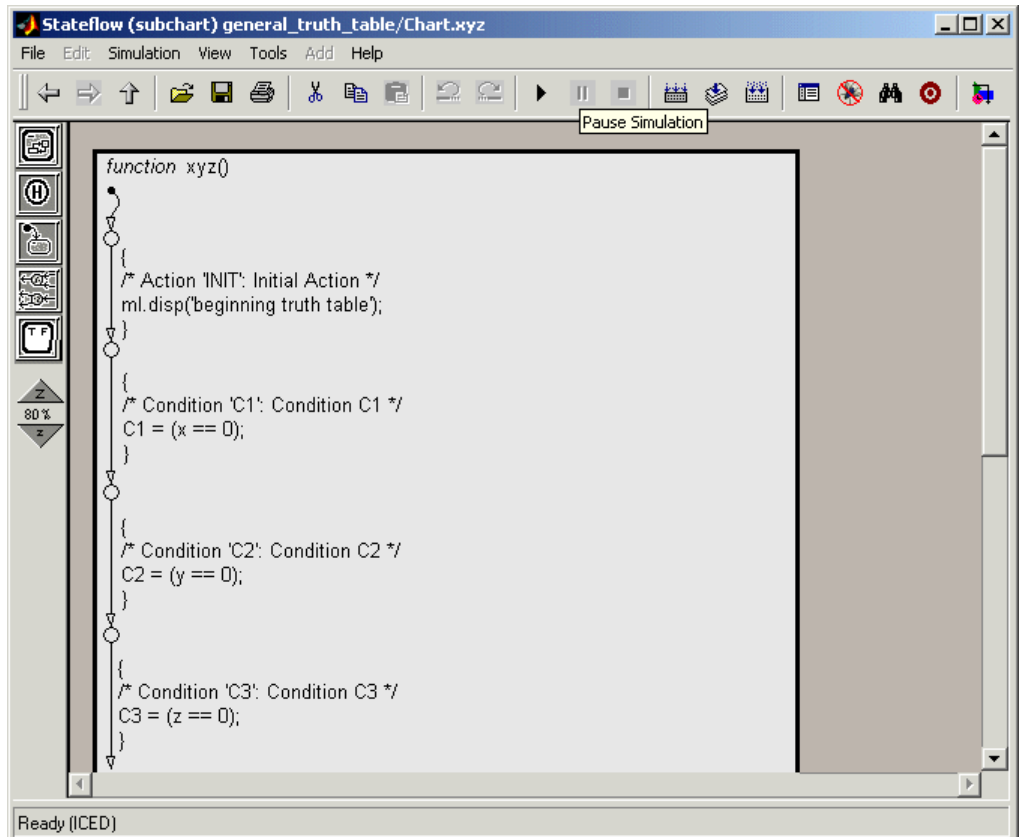 Stateflow (subchart) general_truth_table/Chart.xyz
File Edit Simulation View Tools Add Help
Pause Simulation
H
T F
Z
80 %
z
function xyz()
{
/* Action 'INIT': Initial Action */
ml.disp('beginning truth table');
}
{
/* Condition 'C1': Condition C1 */
C1 = (x == 0);
}
{
/* Condition 'C2': Condition C2 */
C2 = (y == 0);
}
{
/* Condition 'C3': Condition C3 */
C3 = (z == 0);
}
Ready (ICED)